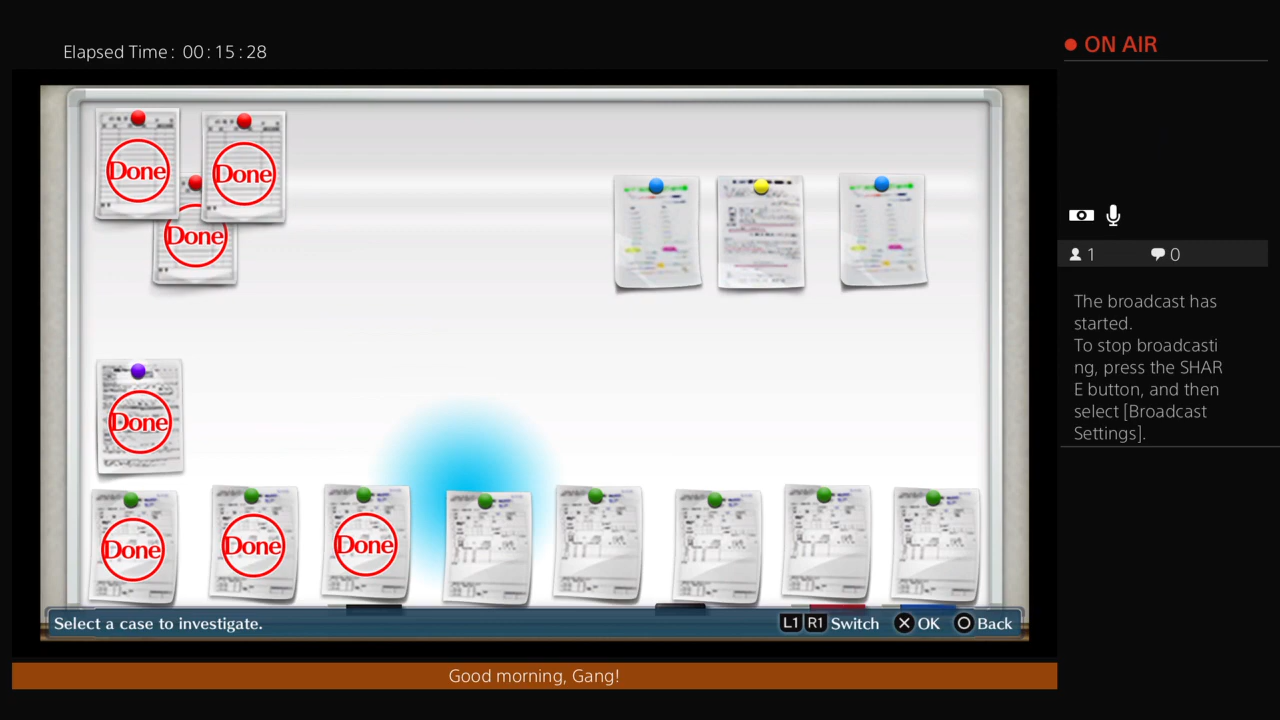 Elapsed Time: 00:15:28
ON AIR
Done
Done
Done
1
0
The broadcast has
started.
To stop broadcasti
ng, press the SHAR
E button, and then
select [Broadcast
Settings].
Done
Done
Done
Done
Select a case to investigate.
L1 R1 Switch
OK
Back
Good morning, Gang!